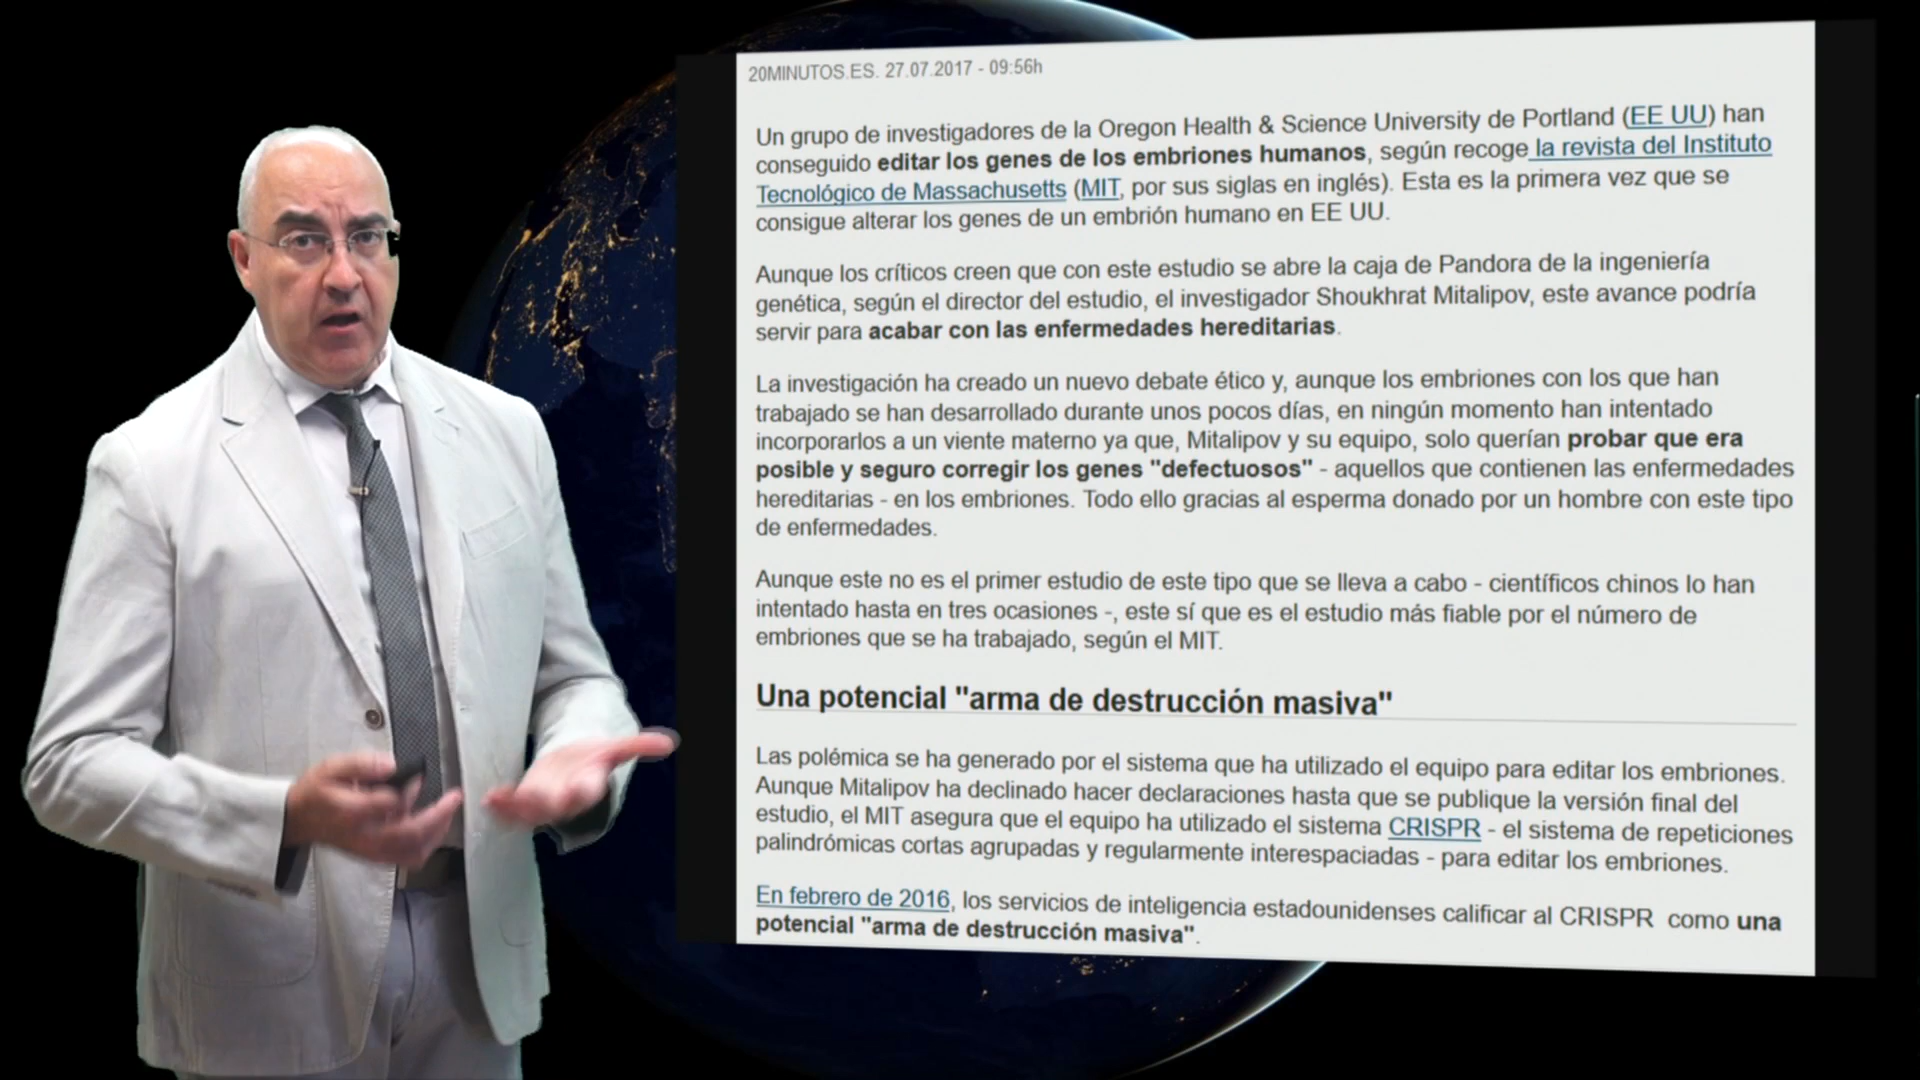 20MINUTOS.ES. 27.07.2017 - 09:56h
Un grupo de investigadores de la Oregon Health & Science University de Portland (EE UU) han
conseguido editar los genes de los embriones humanos, según recoge la revista del Instituto
Tecnológico de Massachusetts (MIT, por sus siglas en inglés). Esta es la primera vez que se
consigue alterar los genes de un embrión humano en EE UU.
Aunque los críticos creen que con este estudio se abre la caja de Pandora de la ingeniería
genética, según el director del estudio, el investigador Shoukhrat Mitalipov, este avance podría
servir para acabar con las enfermedades hereditarias.
La investigación ha creado un nuevo debate ético y, aunque los embriones con los que han
trabajado se han desarrollado durante unos pocos días, en ningún momento han intentado
incorporarlos a un viente materno ya que, Mitalipov y su equipo, solo querían probar que era
posible y seguro corregir los genes "defectuosos" - aquellos que contienen las enfermedades
hereditarias - en los embriones. Todo ello gracias al esperma donado por un hombre con este tipo
de enfermedades.
Aunque este no es el primer estudio de este tipo que se lleva a cabo - científicos chinos lo han
intentado hasta en tres ocasiones -, este sí que es el estudio más fiable por el número de
embriones que se ha trabajado, según el MIT.
Una potencial "arma de destrucción masiva"
Las polémica se ha generado por el sistema que ha utilizado el equipo para editar los embriones.
Aunque Mitalipov ha declinado hacer declaraciones hasta que se publique la versión final del
estudio, el MIT asegura que el equipo ha utilizado el sistema CRISPR - el sistema de repeticiones
palindrómicas cortas agrupadas y regularmente interespaciadas - para editar los embriones.
En febrero de 2016, los servicios de inteligencia estadounidenses calificar al CRISPR como una
potencial "arma de destrucción masiva".